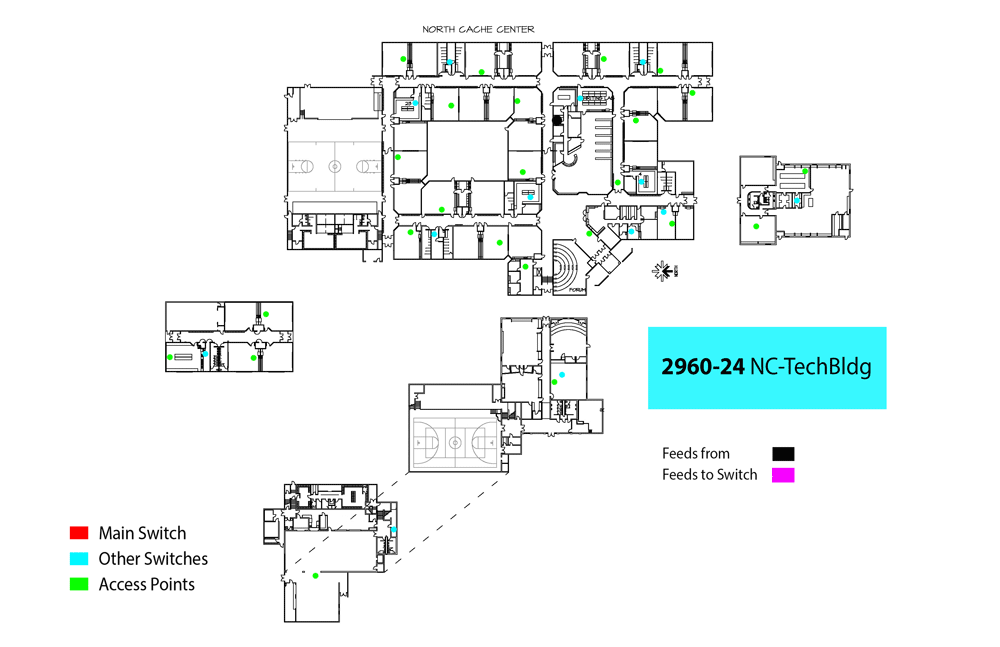 NORTH CACHE CENTER
FORUM
NORTH
2960-24 NC-TechBldg
Feeds from
Feeds to Switch
Main Switch
Other Switches
Access Points